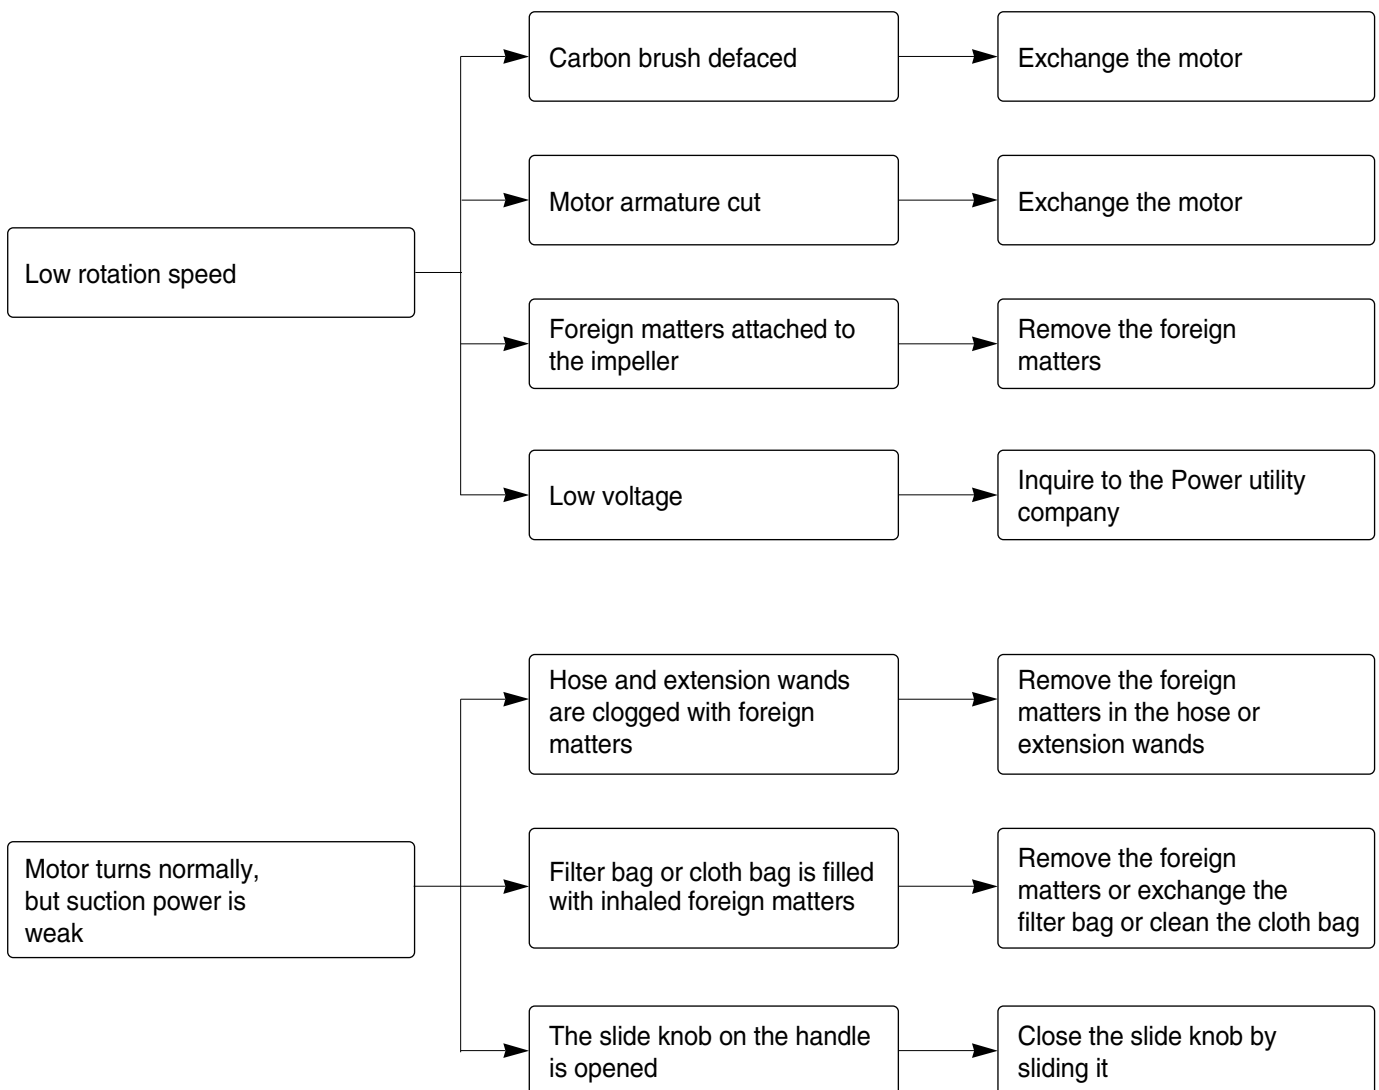 Carbon brush defaced
Exchange the motor
Motor armature cut
Exchange the motor
Low rotation speed
Foreign matters attached to
the impeller
Remove the foreign
matters
Low voltage
Inquire to the Power utility
company
Hose and extension wands
are clogged with foreign
matters
Remove the foreign
matters in the hose or
extension wands
Motor turns normally,
but suction power is
weak
Filter bag or cloth bag is filled
with inhaled foreign matters
Remove the foreign
matters or exchange the
filter bag or clean the cloth bag
The slide knob on the handle
is opened
Close the slide knob by
sliding it